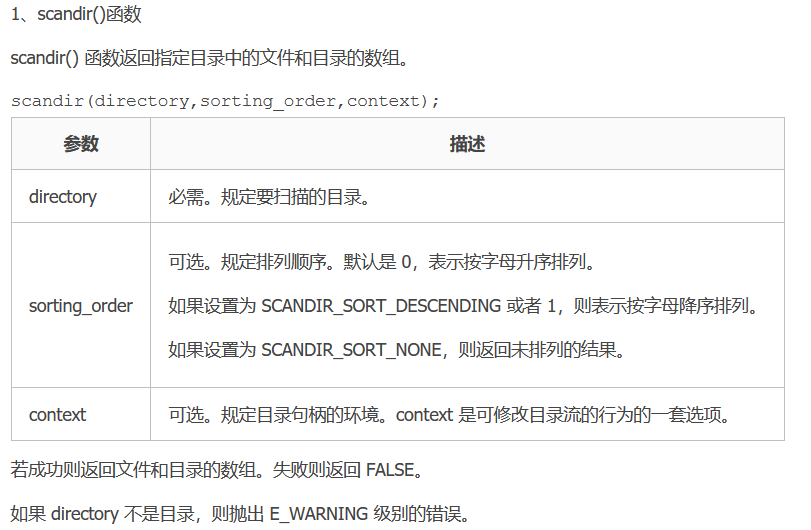 1、scandir()函数
scandir() 函数返回指定目录中的文件和目录的数组。
scandir(directory,sorting_order,context);
参数 描述
directory 必需。规定要扫描的目录。
可选。规定排列顺序。默认是 0，表示按字母升序排列。
sorting_order 如果设置为 SCANDIR_SORT_DESCENDING 或者 1，则表示按字母降序排列。
如果设置为 SCANDIR_SORT_NONE，则返回未排列的结果。
context 可选。规定目录句柄的环境。context 是可修改目录流的行为的一套选项。
若成功则返回文件和目录的数组。失败则返回 FALSE。
如果 directory 不是目录，则抛出 E_WARNING 级别的错误。